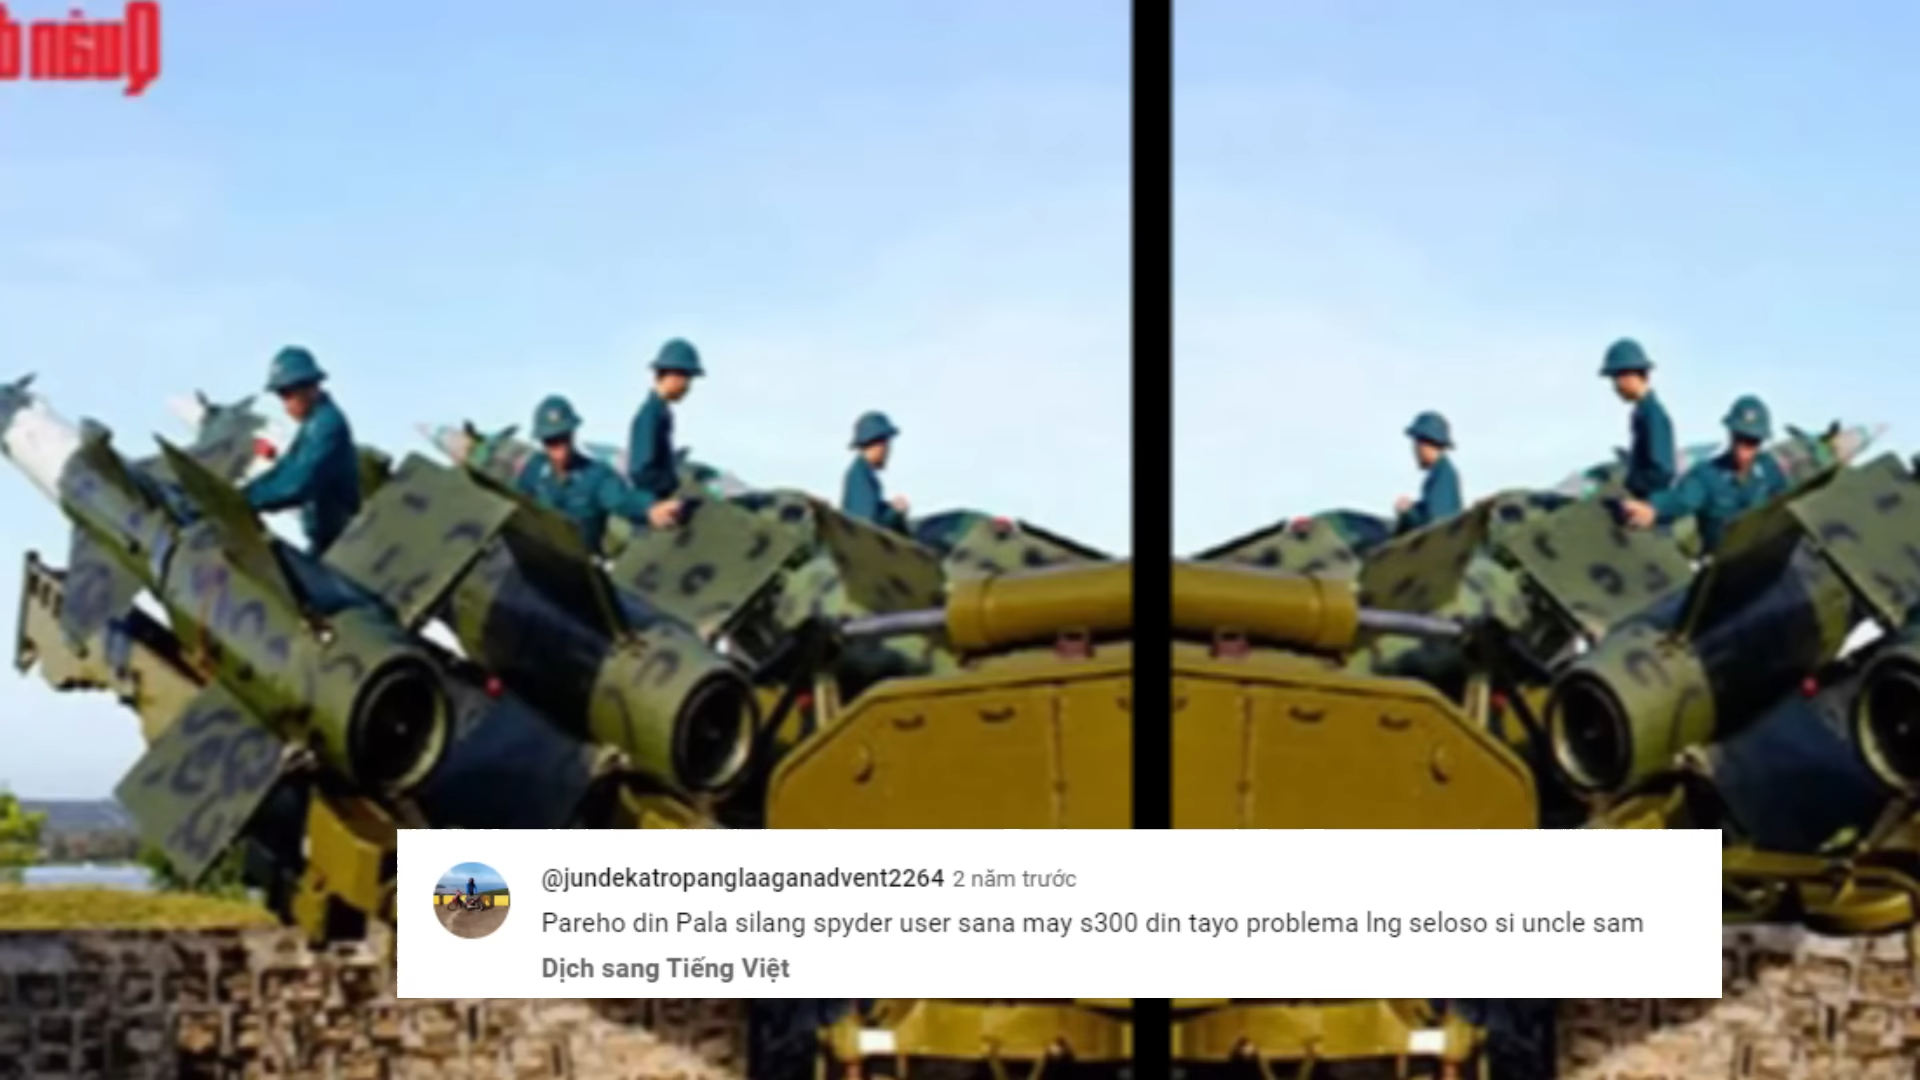 Quân đ
@jundekatropanglaaganadvent2264 2 năm trước
Pareho din Pala silang spyder user sana may s300 din tayo problema lng seloso si uncle sam
Dịch sang Tiếng Việt